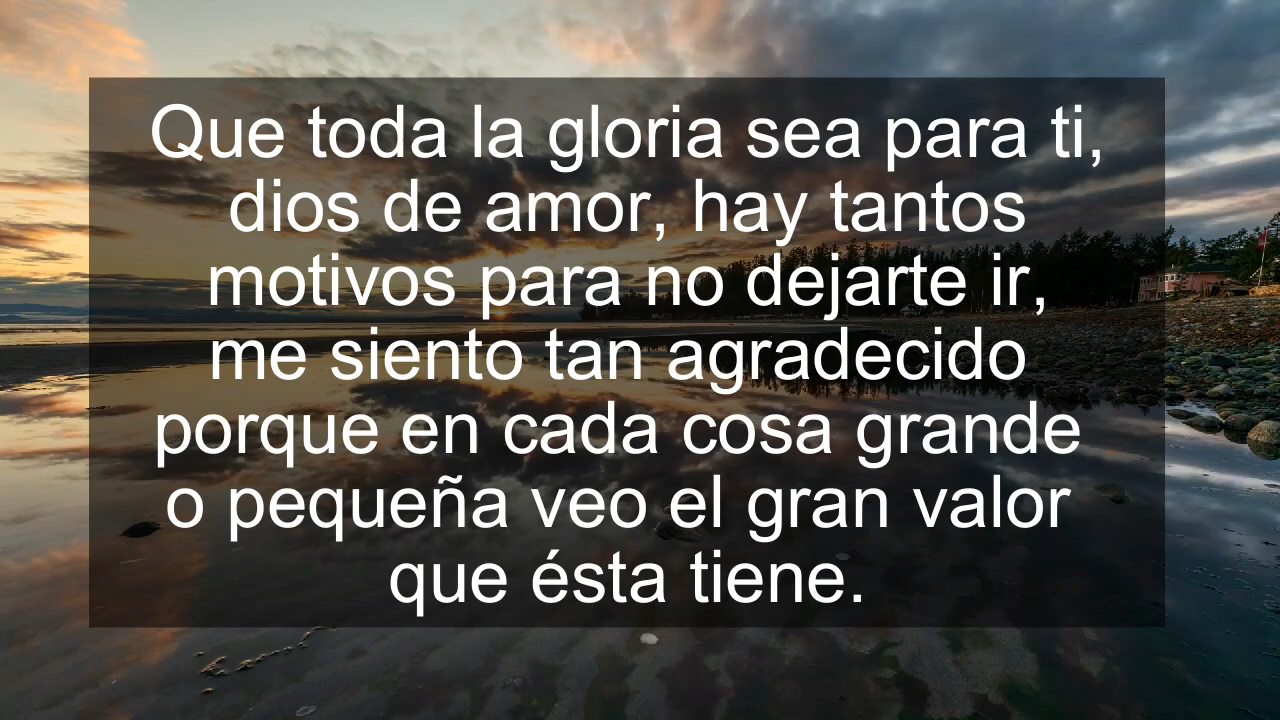 Que toda la gloria sea para ti,
dios de amor, hay tantos
motivos para no dejarte ir,
me siento tan agradecido
porque en cada cosa grande
o pequeña veo el gran valor
que ésta tiene.